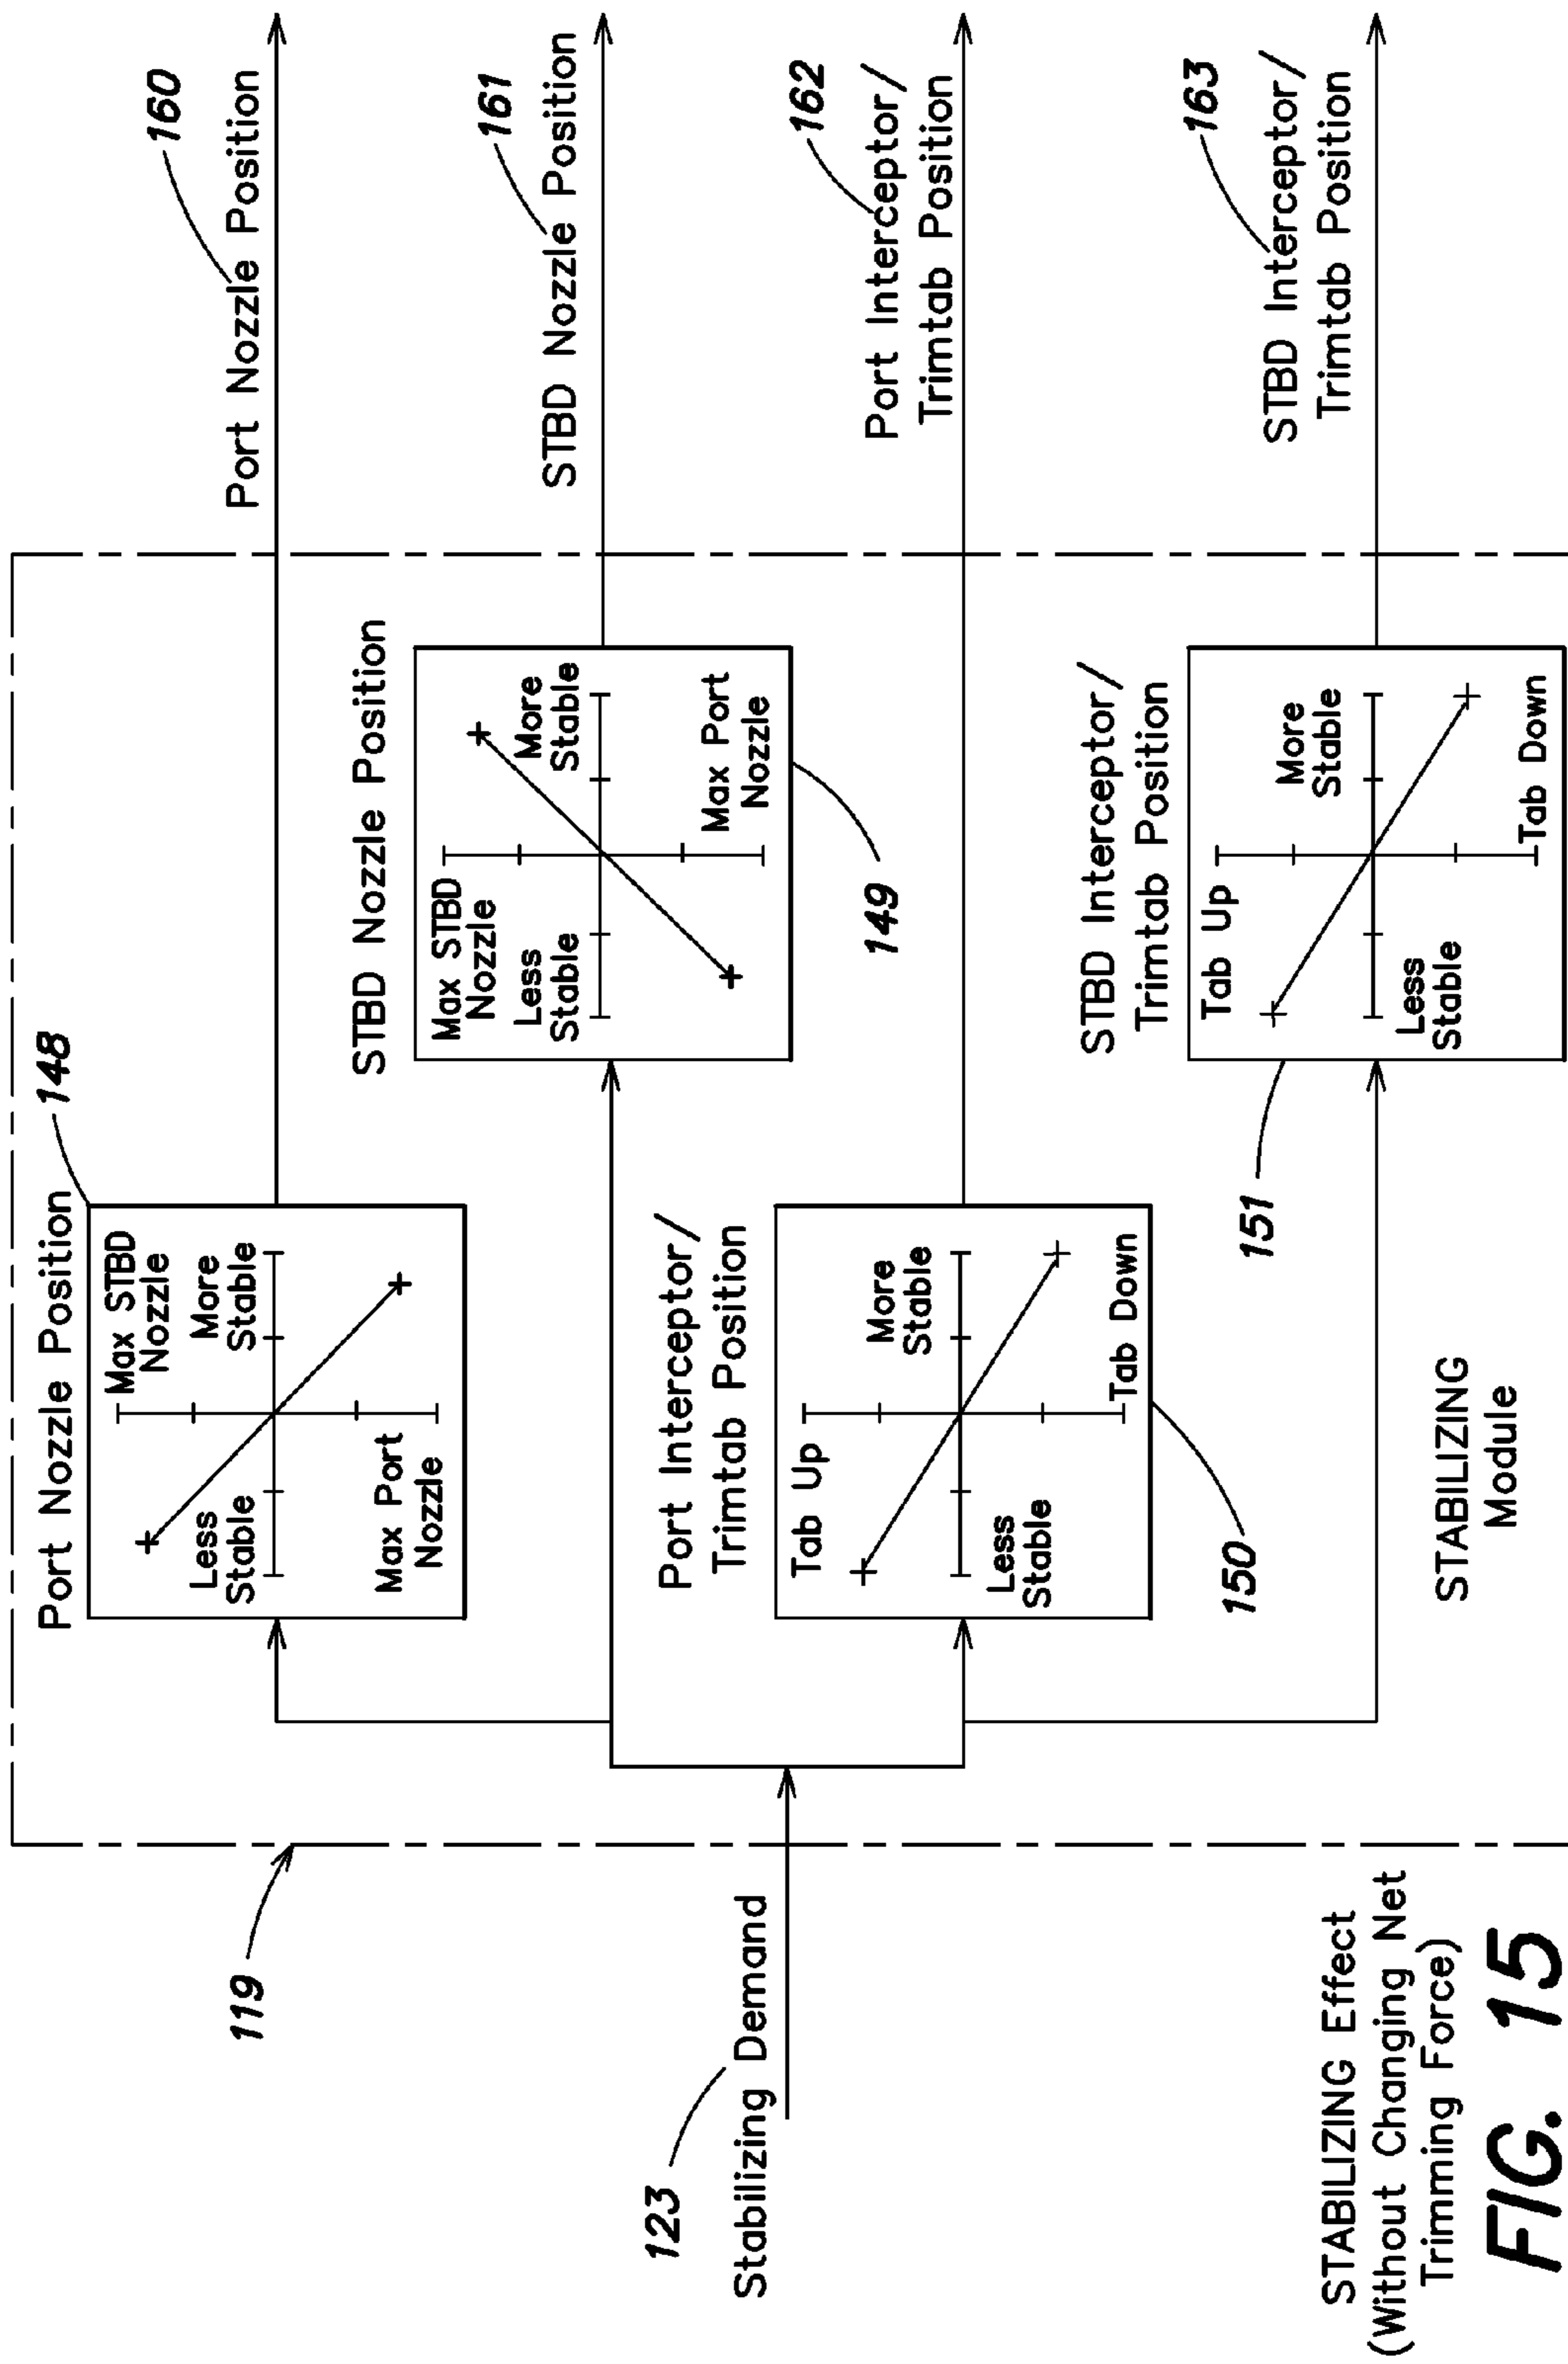 119
123
Stabilizing Demand
Port Nozzle Position
148
Max STBD
Nozzle
Less
Stable
More
Stable
Max Port
Nozzle
160
Port Nozzle Position
STBD Nozzle Position
Max STBD
Nozzle
Less
Stable
More
Stable
Max Port
Nozzle
149
161
STBD Nozzle Position
Port Interceptor/
Trimtab Position
Tab Up
More
Stable
Less
Stable
Tab Down
150
162
Port Interceptor/
Trimtab Position
STBD Interceptor/
Trimtab Position
Tab Up
More
Stable
Less
Stable
Tab Down
151
163
STBD Interceptor/
Trimtab Position
STABILIZING
Module
STABILIZING Effect
(Without Changing Net
Trimming Force)
FIG. 15